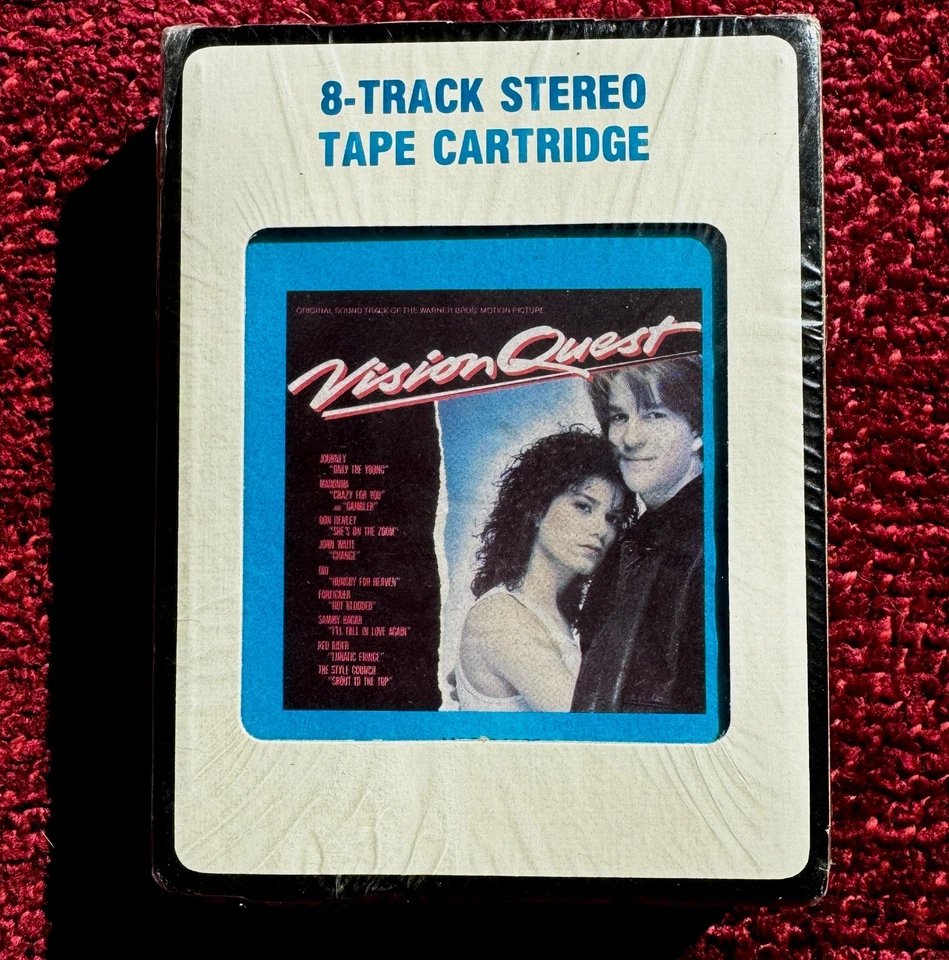 8-TRACK STEREO
TAPE CARTRIDGE
ORIGINAL SOUND TRACK OF THE WARNER BROS. MOTION PICTURE
Vision Quest
JOURNEY
"ONLY THE YOUNG"
MADONNA
"CRAZY FOR YOU"
AND "GAMBLER"
DON HENLEY
"SHE'S ON THE ZOOM"
JOHN WAITE
"CHANGE"
DIO
"HUNGRY FOR HEAVEN"
FOREIGNER
"HOT BLOODED"
SAMMY HAGAR
"I'LL FALL IN LOVE AGAIN"
RED RIDER
"LUNATIC FRINGE"
THE STYLE COUNCIL
"SHOUT TO THE TOP"